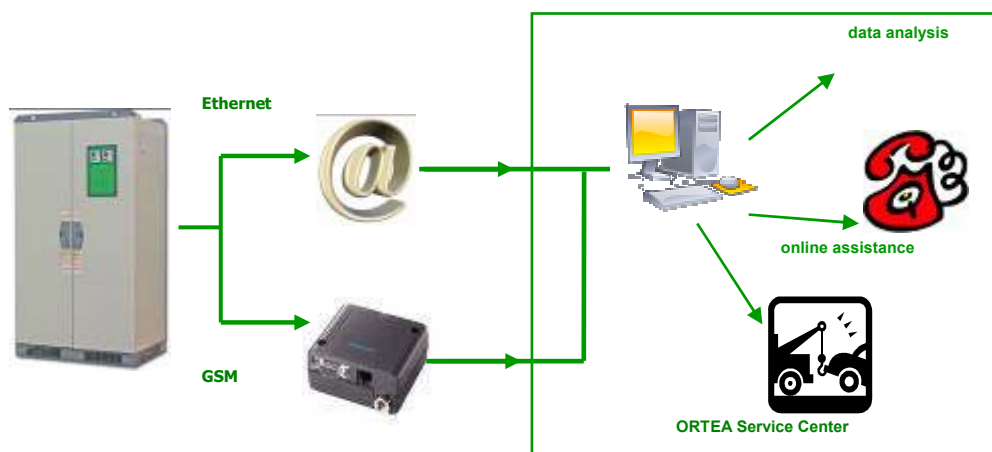 data analysis
Ethernet
online assistance
GSM
ORTEA Service Center